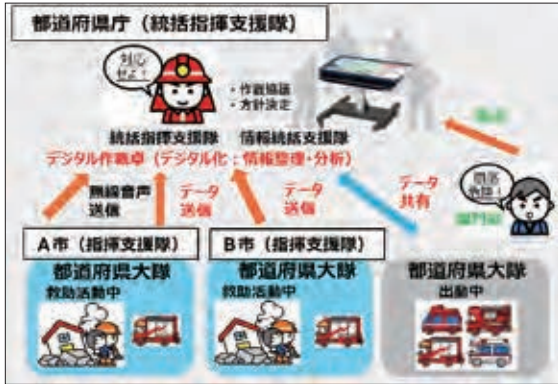 都道府県庁（統括指揮支援隊）
対応せよ！
・作戦協議
・方針決定
統括指揮支援隊
情報統括支援隊
デジタル作戦卓（デジタル化：情報整理・分析）
無線音声送信
データ送信
データ送信
データ共有
A市（指揮支援隊）
B市（指揮支援隊）
都道府県大隊
救助活動中
都道府県大隊
救助活動中
都道府県大隊
出動中